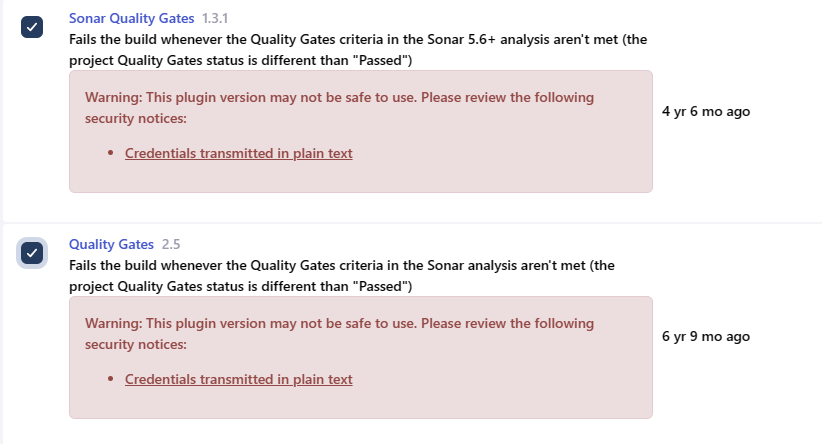 Sonar Quality Gates 1.3.1
Fails the build whenever the Quality Gates criteria in the Sonar 5.6+ analysis aren't met (the
project Quality Gates status is different than "Passed")
Warning: This plugin version may not be safe to use. Please review the following
security notices:
• Credentials transmitted in plain text
4 yr 6 mo ago
Quality Gates 2.5
Fails the build whenever the Quality Gates criteria in the Sonar analysis aren't met (the
project Quality Gates status is different than "Passed")
Warning: This plugin version may not be safe to use. Please review the following
security notices:
• Credentials transmitted in plain text
6 yr 9 mo ago